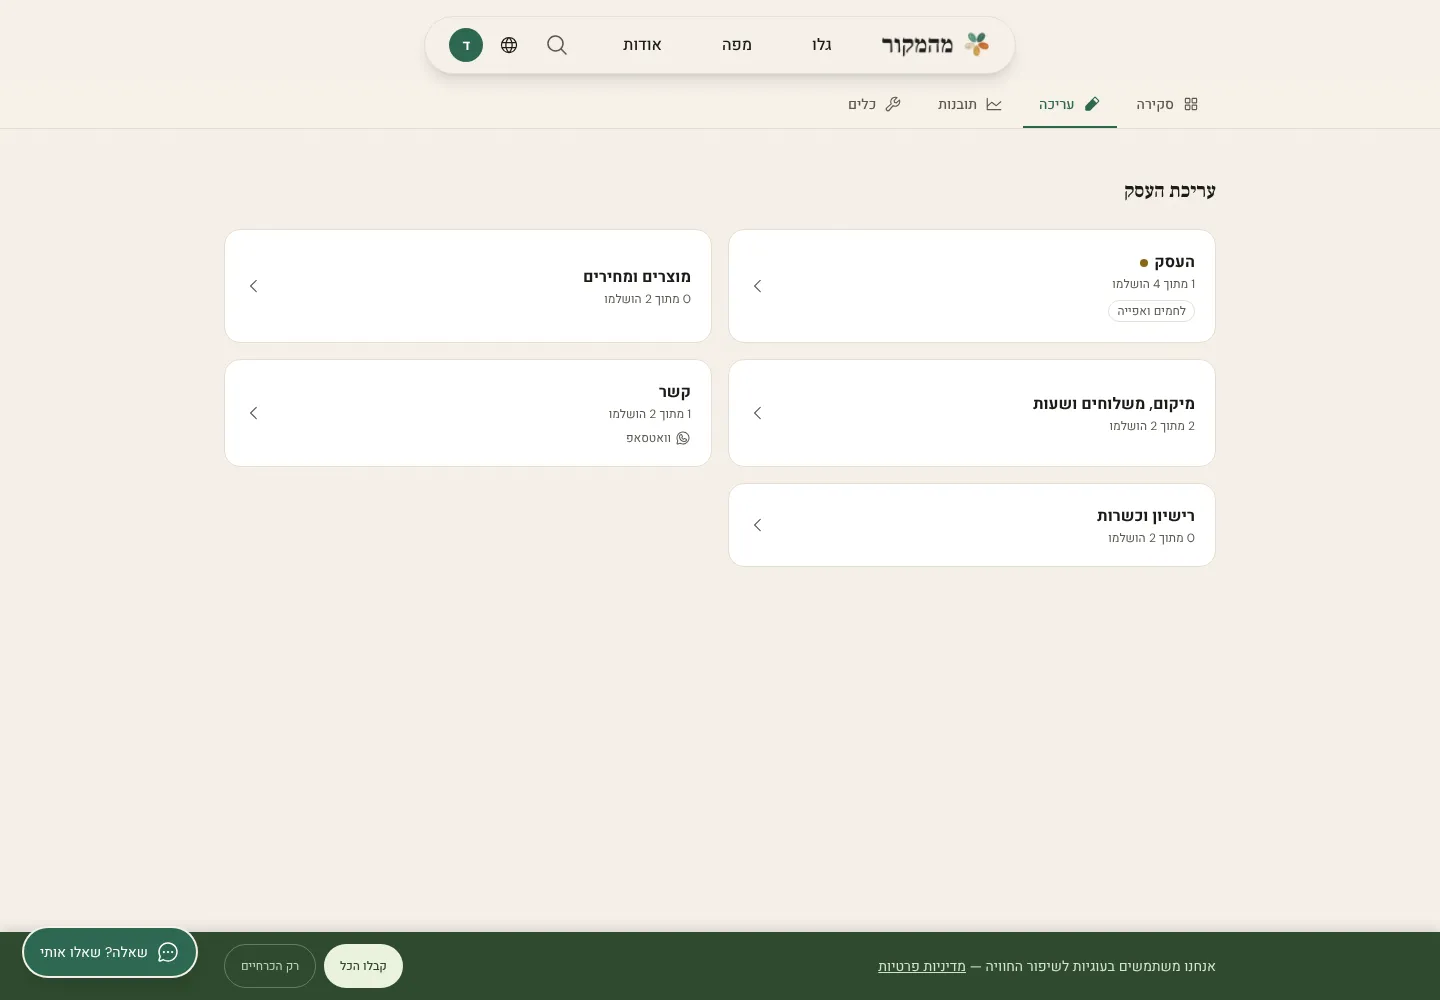 מהמקור
גלו
מפה
אודות
ד
סקירה
עריכה
תובנות
כלים
עריכת העסק
העסק
1 מתוך 4 הושלמו
לחמים ואפייה
מוצרים ומחירים
0 מתוך 2 הושלמו
מיקום, משלוחים ושעות
2 מתוך 2 הושלמו
קשר
1 מתוך 2 הושלמו
וואטסאפ
רישיון וכשרות
0 מתוך 2 הושלמו
אנחנו משתמשים בעוגיות לשיפור החוויה — מדיניות פרטיות
קבלו הכל
רק הכרחיים
שאלה? שאלו אותי